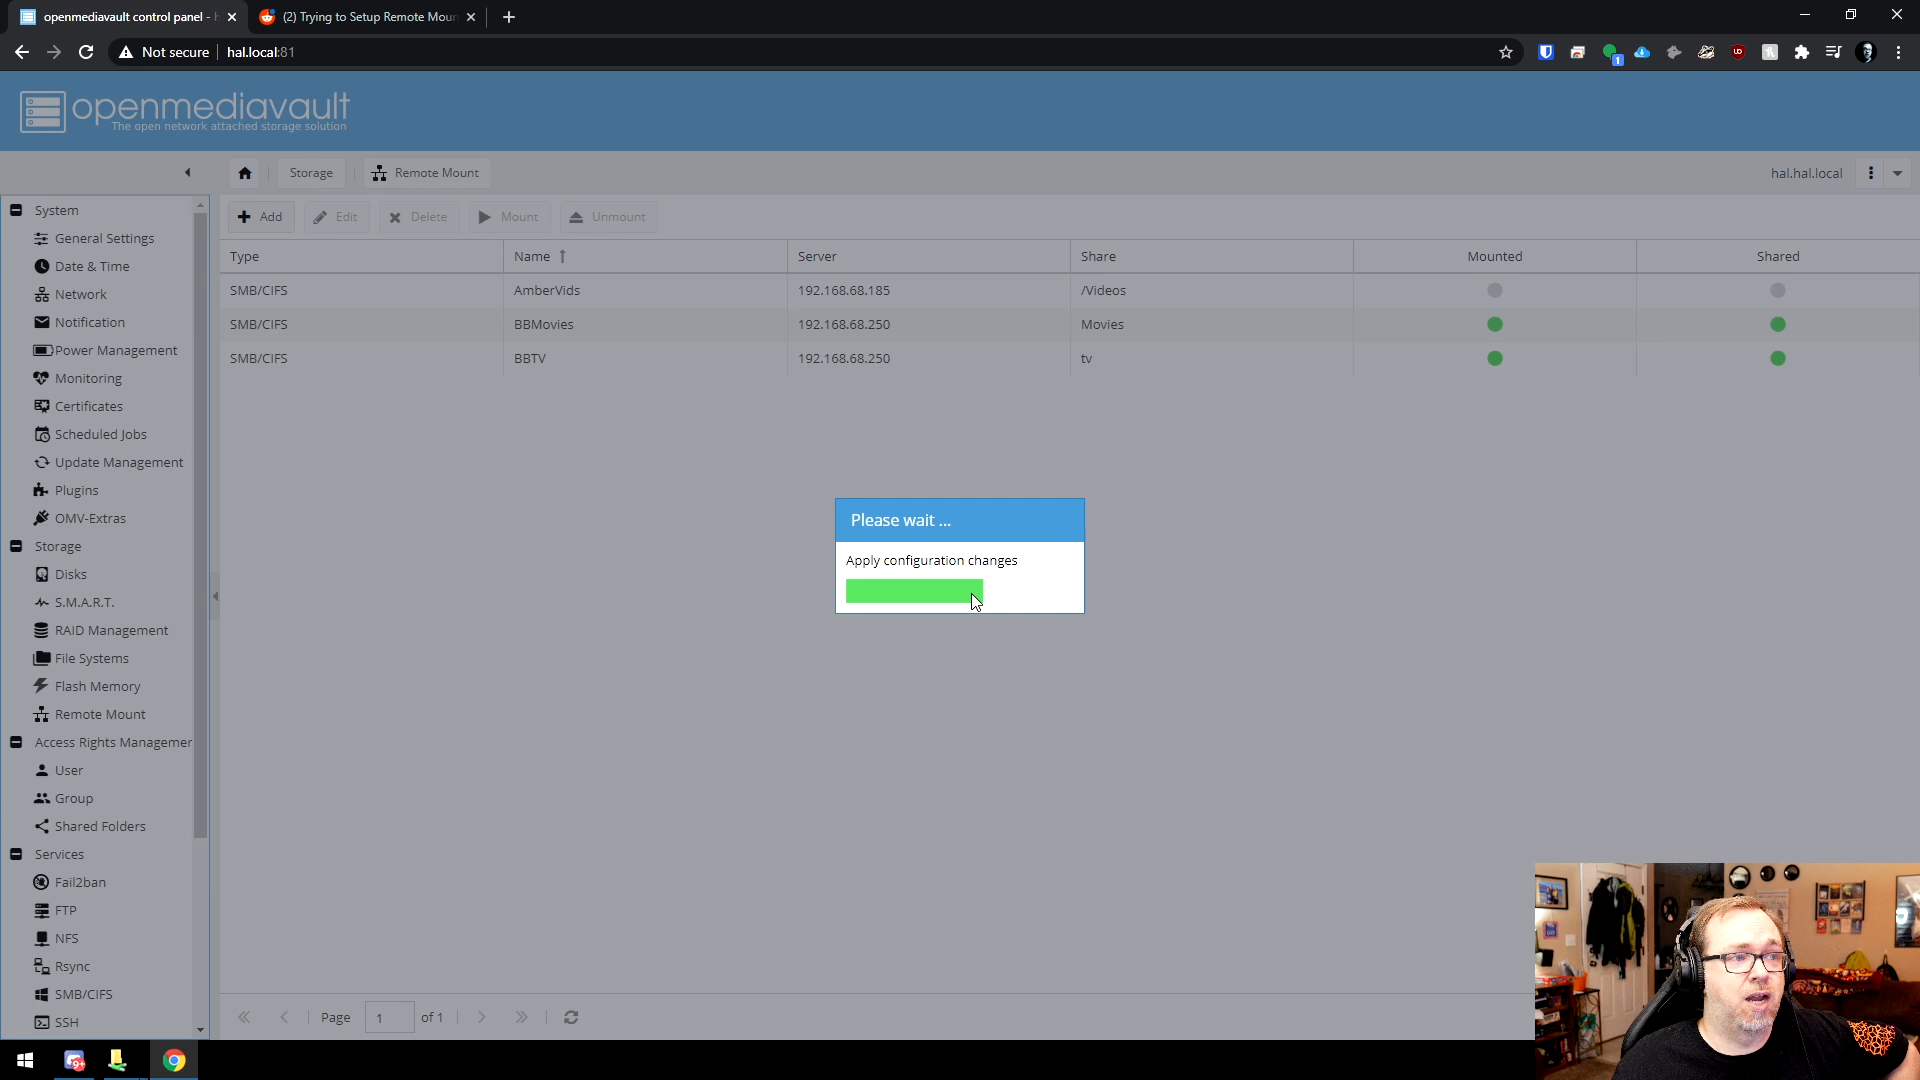 openmediavault control panel - h
(2) Trying to Setup Remote Moun
Not secure
hal.local:81
1
openmediavault
The open network attached storage solution
Storage
Remote Mount
hal.hal.local
System
General Settings
Date & Time
Network
Notification
Power Management
Monitoring
Certificates
Scheduled Jobs
Update Management
Plugins
OMV-Extras
Storage
Disks
S.M.A.R.T.
RAID Management
File Systems
Flash Memory
Remote Mount
Access Rights Managemer
User
Group
Shared Folders
Services
Fail2ban
FTP
NFS
Rsync
SMB/CIFS
SSH
Add
Edit
Delete
Mount
Unmount
Type Name Server Share Mounted Shared
SMB/CIFS AmberVids 192.168.68.185 /Videos
SMB/CIFS BBMovies 192.168.68.250 Movies
SMB/CIFS BBTV 192.168.68.250 tv
Please wait ...
Apply configuration changes
Page 1 of 1
9+